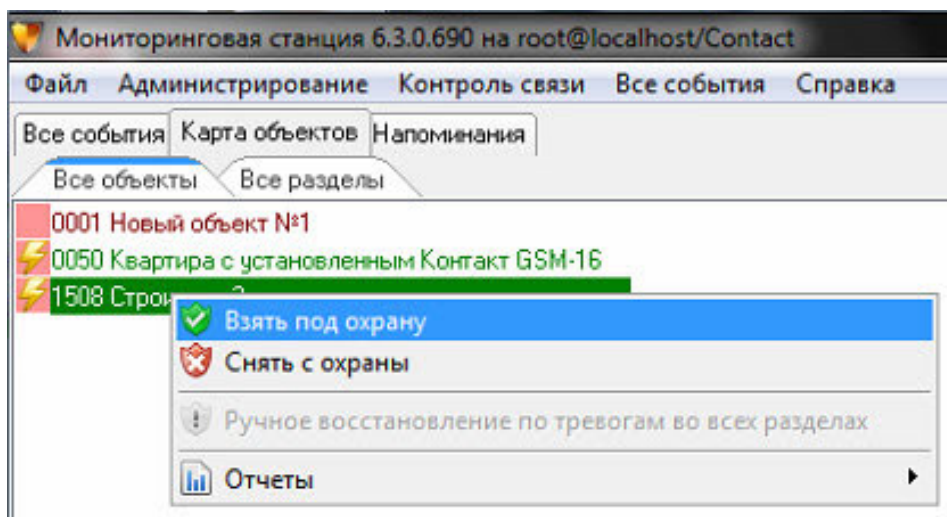 Мониторинговая станция 6.3.0.690 на root@localhost/Contact
Файл Администрирование Контроль связи Все события Справка
Все события Карта объектов Напоминания
Все объекты Все разделы
0001 Новый объект №1
0050 Квартира с установленным Контакт GSM-16
1508
Взять под охрану
Снять с охраны
Ручное восстановление по тревогам во всех разделах
Отчеты